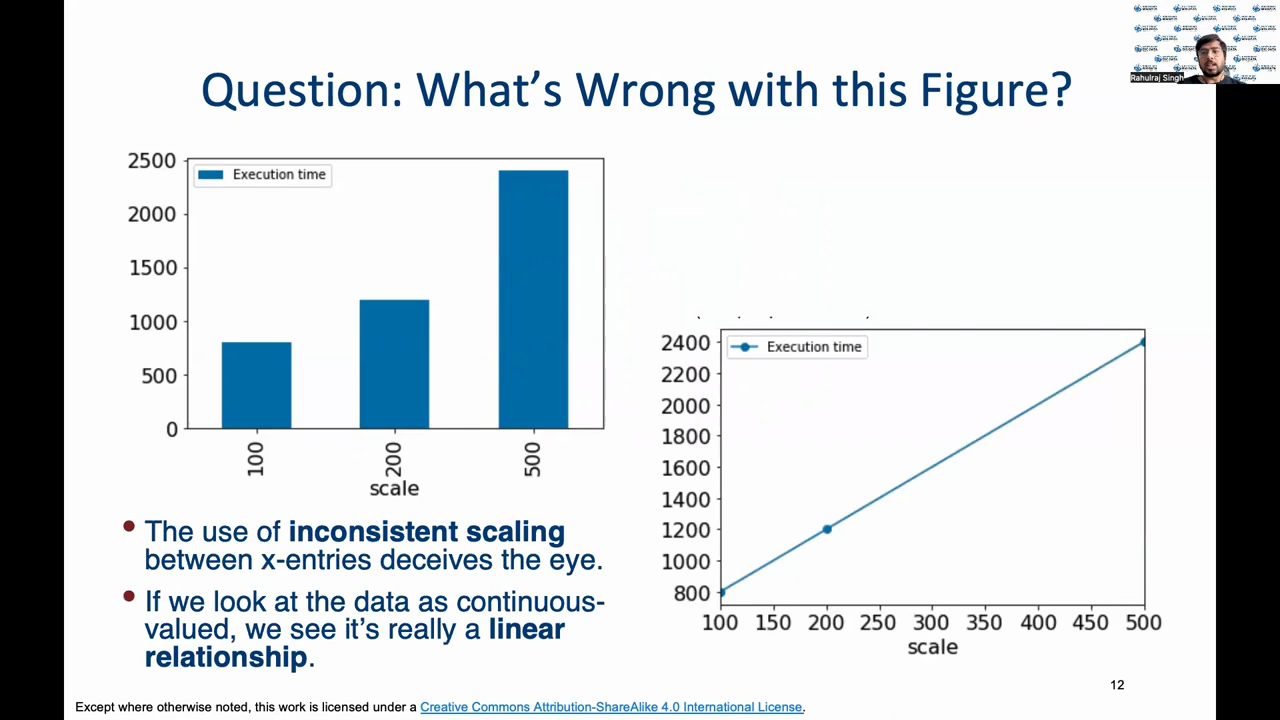 Rahulraj Singh
Question: What's Wrong with this Figure?
2500
2000
1500
1000
500
0
Execution time
100
200
500
scale
The use of inconsistent scaling
between x-entries deceives the eye.
If we look at the data as continuous-
valued, we see it's really a linear
relationship.
2400
2200
2000
1800
1600
1400
1200
1000
800
Execution time
100 150 200 250 300 350 400 450 500
scale
12
Except where otherwise noted, this work is licensed under a Creative Commons Attribution-ShareAlike 4.0 International License.